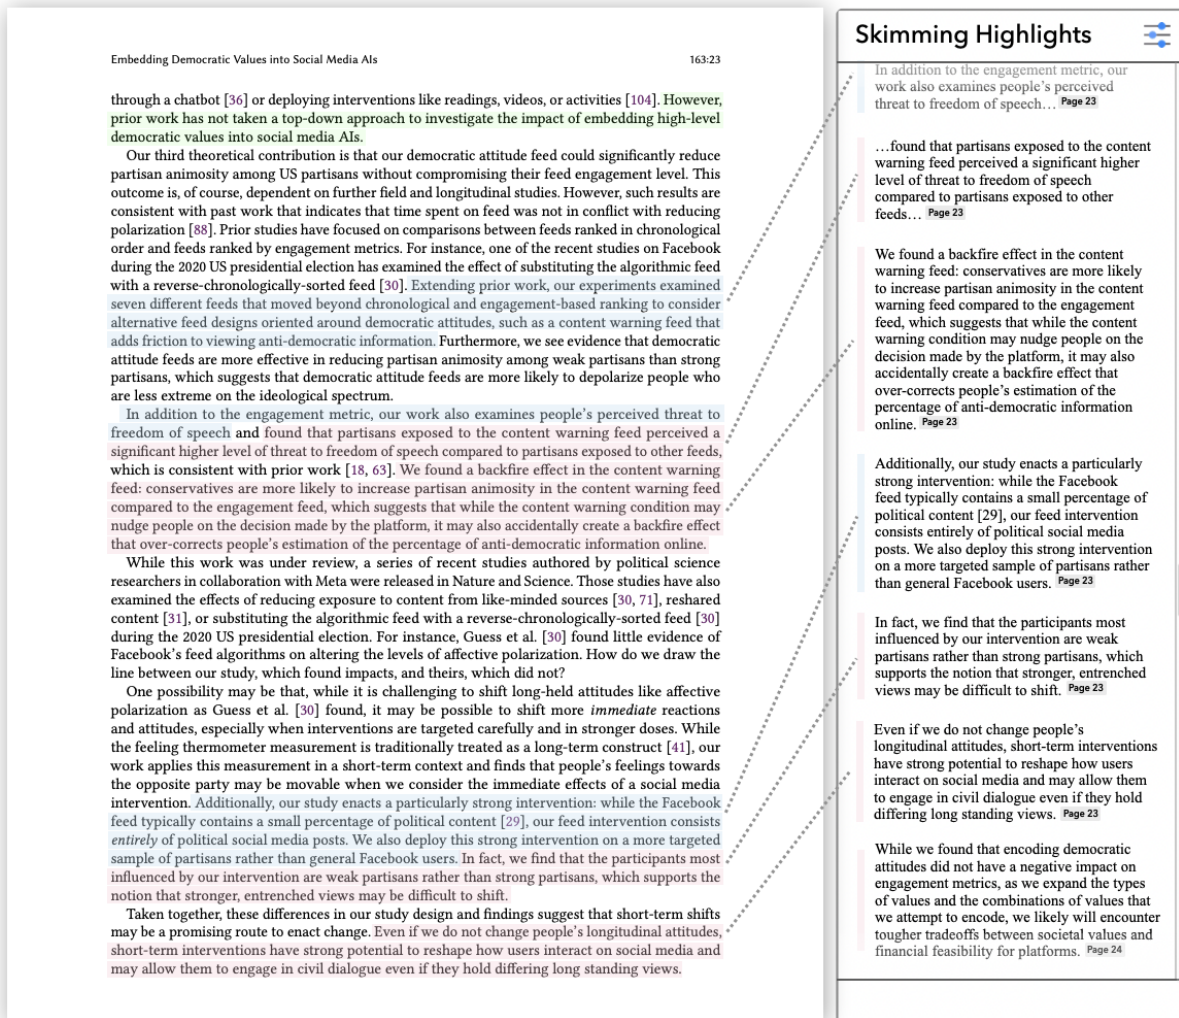 Embedding Democratic Values into Social Media AIs 163:23
through a chatbot [36] or deploying interventions like readings, videos, or activities [104]. However,
prior work has not taken a top-down approach to investigate the impact of embedding high-level
democratic values into social media AIs.
Our third theoretical contribution is that our democratic attitude feed could significantly reduce
partisan animosity among US partisans without compromising their feed engagement level. This
outcome is, of course, dependent on further field and longitudinal studies. However, such results are
consistent with past work that indicates that time spent on feed was not in conflict with reducing
polarization [88]. Prior studies have focused on comparisons between feeds ranked in chronological
order and feeds ranked by engagement metrics. For instance, one of the recent studies on Facebook
during the 2020 US presidential election has examined the effect of substituting the algorithmic feed
with a reverse-chronologically-sorted feed [30]. Extending prior work, our experiments examined
seven different feeds that moved beyond chronological and engagement-based ranking to consider
alternative feed designs oriented around democratic attitudes, such as a content warning feed that
adds friction to viewing anti-democratic information. Furthermore, we see evidence that democratic
attitude feeds are more effective in reducing partisan animosity among weak partisans than strong
partisans, which suggests that democratic attitude feeds are more likely to depolarize people who
are less extreme on the ideological spectrum.
In addition to the engagement metric, our work also examines people's perceived threat to
freedom of speech and found that partisans exposed to the content warning feed perceived a
significant higher level of threat to freedom of speech compared to partisans exposed to other feeds,
which is consistent with prior work [18, 63]. We found a backfire effect in the content warning
feed: conservatives are more likely to increase partisan animosity in the content warning feed
compared to the engagement feed, which suggests that while the content warning condition may
nudge people on the decision made by the platform, it may also accidentally create a backfire effect
that over-corrects people's estimation of the percentage of anti-democratic information online.
While this work was under review, a series of recent studies authored by political science
researchers in collaboration with Meta were released in Nature and Science. Those studies have also
examined the effects of reducing exposure to content from like-minded sources [30, 71], reshared
content [31], or substituting the algorithmic feed with a reverse-chronologically-sorted feed [30]
during the 2020 US presidential election. For instance, Guess et al. [30] found little evidence of
Facebook's feed algorithms on altering the levels of affective polarization. How do we draw the
line between our study, which found impacts, and theirs, which did not?
One possibility may be that, while it is challenging to shift long-held attitudes like affective
polarization as Guess et al. [30] found, it may be possible to shift more immediate reactions
and attitudes, especially when interventions are targeted carefully and in stronger doses. While
the feeling thermometer measurement is traditionally treated as a long-term construct [41], our
work applies this measurement in a short-term context and finds that people's feelings towards
the opposite party may be movable when we consider the immediate effects of a social media
intervention. Additionally, our study enacts a particularly strong intervention: while the Facebook
feed typically contains a small percentage of political content [29], our feed intervention consists
entirely of political social media posts. We also deploy this strong intervention on a more targeted
sample of partisans rather than general Facebook users. In fact, we find that the participants most
influenced by our intervention are weak partisans rather than strong partisans, which supports the
notion that stronger, entrenched views may be difficult to shift.
Taken together, these differences in our study design and findings suggest that short-term shifts
may be a promising route to enact change. Even if we do not change people's longitudinal attitudes,
short-term interventions have strong potential to reshape how users interact on social media and
may allow them to engage in civil dialogue even if they hold differing long standing views.
Skimming Highlights
In addition to the engagement metric, our
work also examines people's perceived
threat to freedom of speech... Page 23
...found that partisans exposed to the content
warning feed perceived a significant higher
level of threat to freedom of speech
compared to partisans exposed to other
feeds... Page 23
We found a backfire effect in the content
warning feed: conservatives are more likely
to increase partisan animosity in the content
warning feed compared to the engagement
feed, which suggests that while the content
warning condition may nudge people on the
decision made by the platform, it may also
accidentally create a backfire effect that
over-corrects people's estimation of the
percentage of anti-democratic information
online. Page 23
Additionally, our study enacts a particularly
strong intervention: while the Facebook
feed typically contains a small percentage of
political content [29], our feed intervention
consists entirely of political social media
posts. We also deploy this strong intervention
on a more targeted sample of partisans rather
than general Facebook users. Page 23
In fact, we find that the participants most
influenced by our intervention are weak
partisans rather than strong partisans, which
supports the notion that stronger, entrenched
views may be difficult to shift. Page 23
Even if we do not change people's
longitudinal attitudes, short-term interventions
have strong potential to reshape how users
interact on social media and may allow them
to engage in civil dialogue even if they hold
differing long standing views. Page 23
While we found that encoding democratic
attitudes did not have a negative impact on
engagement metrics, as we expand the types
of values and the combinations of values that
we attempt to encode, we likely will encounter
tougher tradeoffs between societal values and
financial feasibility for platforms. Page 24